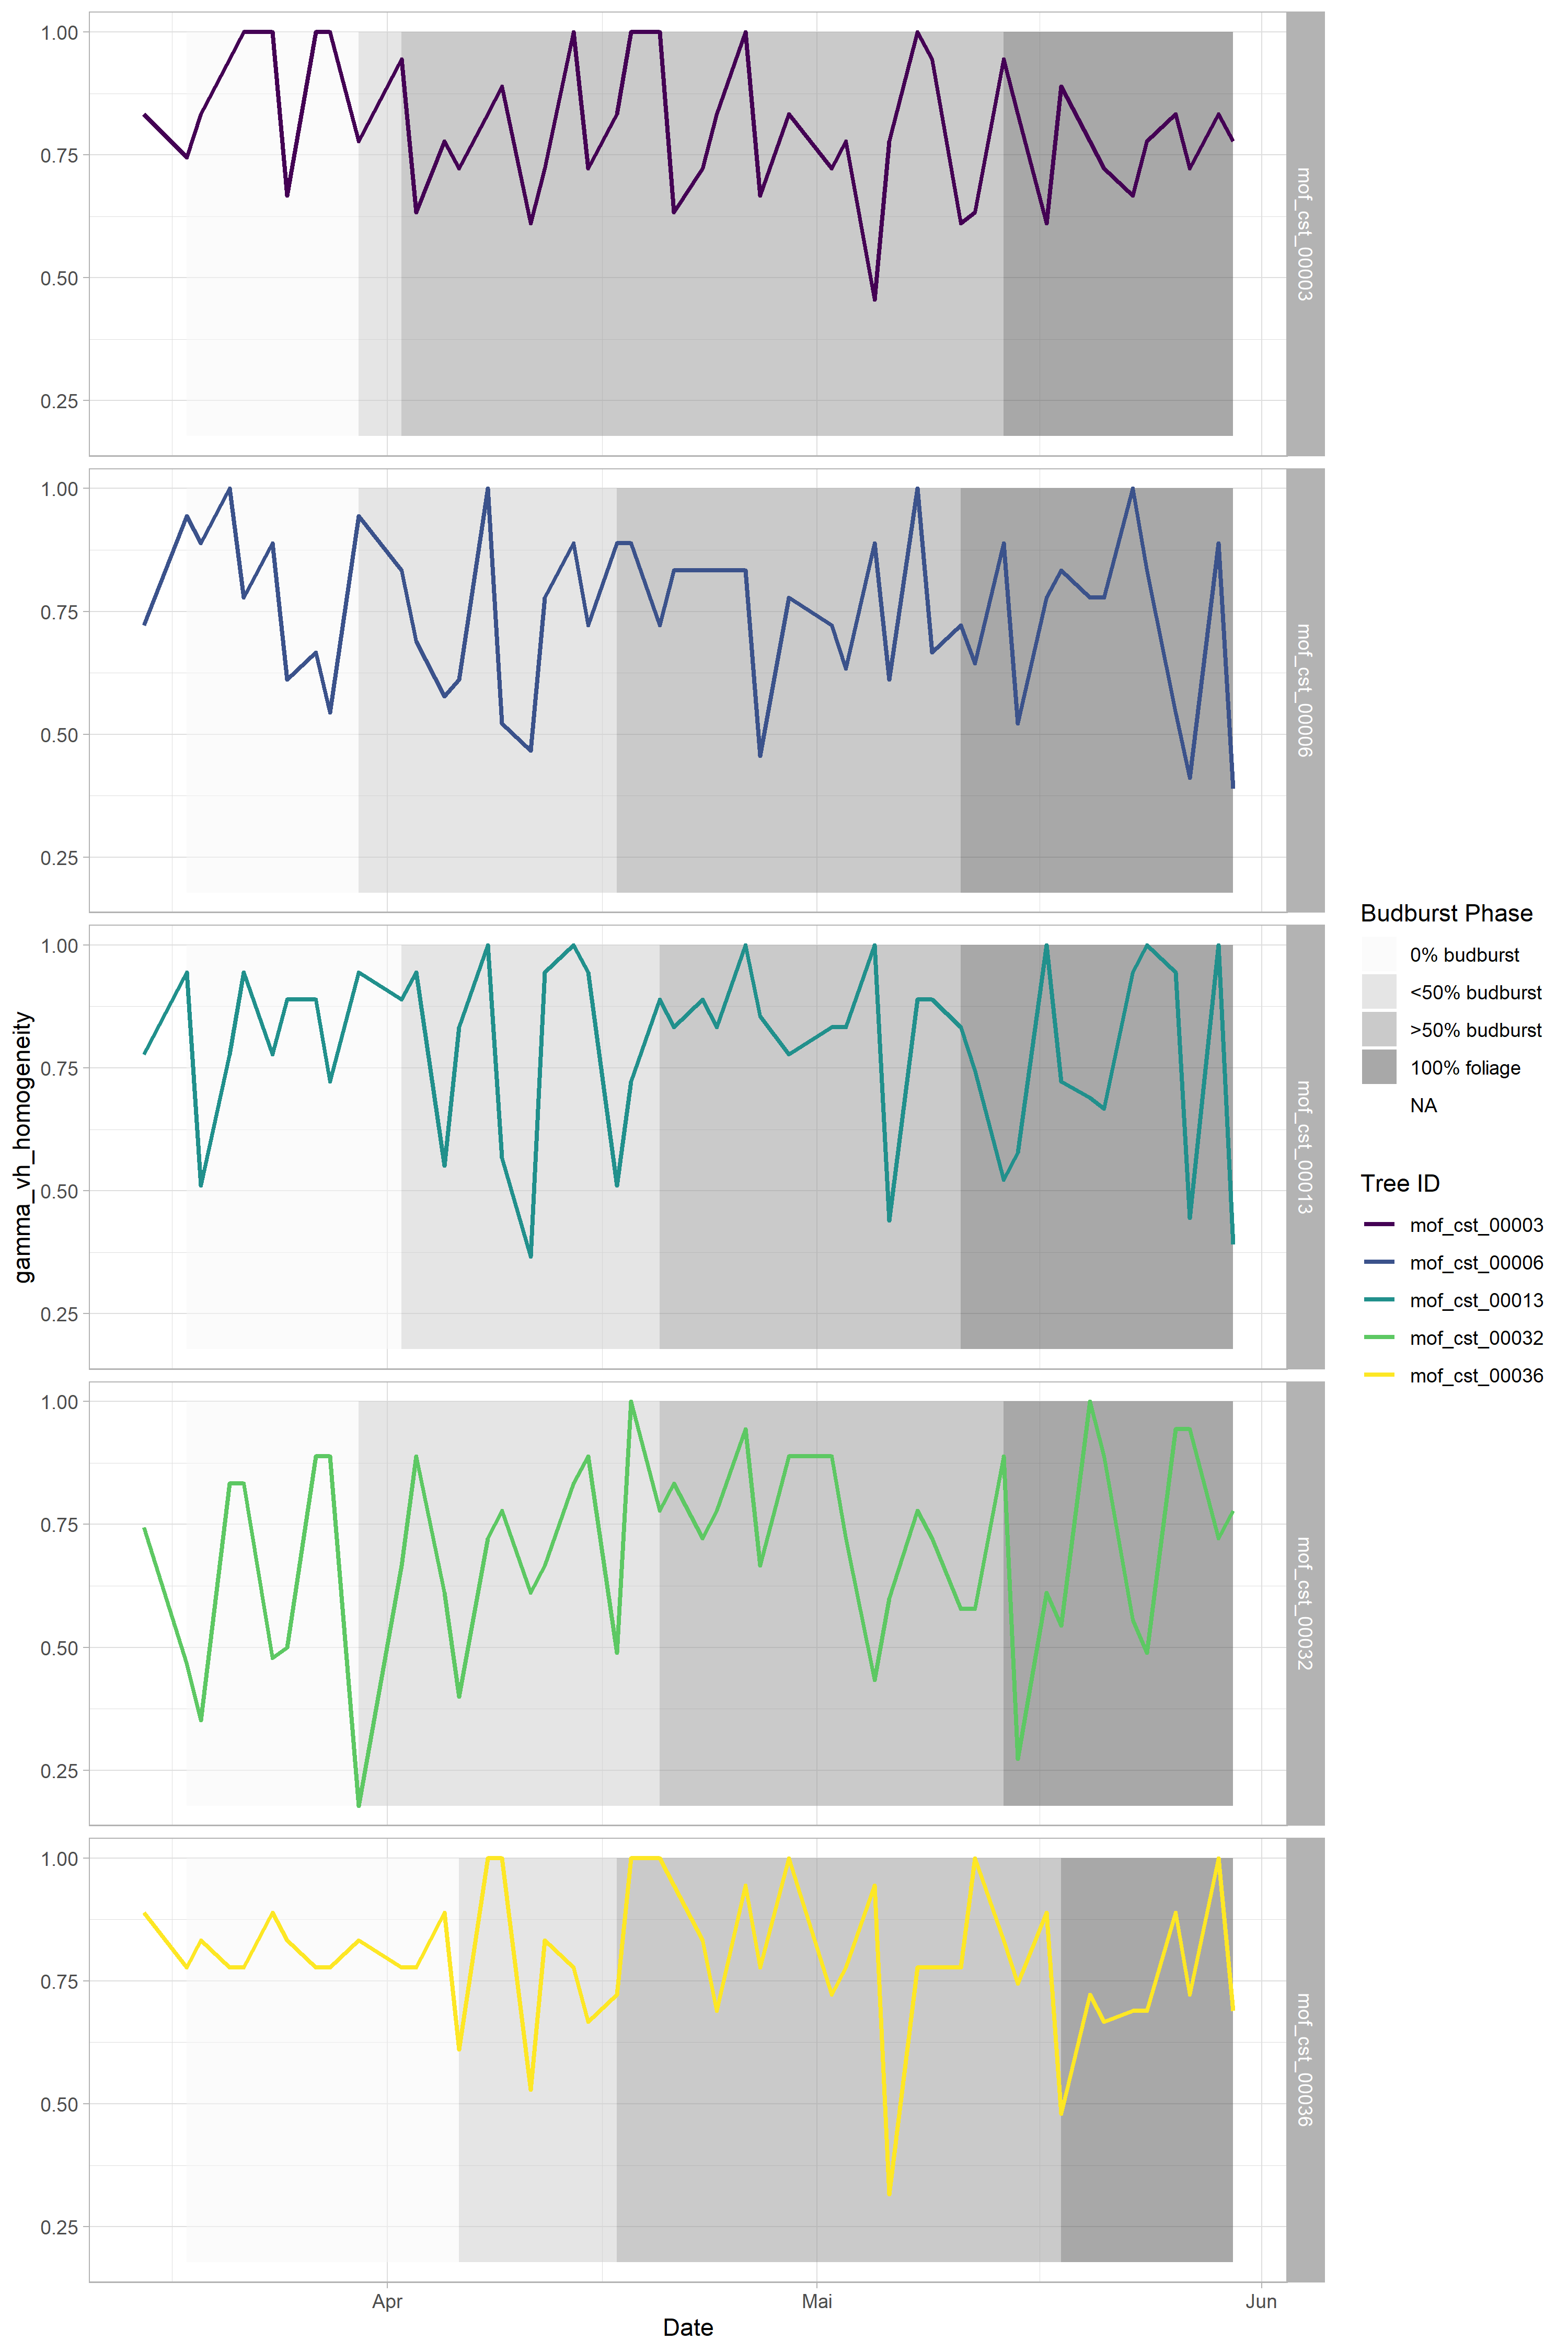 1.00
0.75
0.50
0.25
mof_cst_00003
1.00
0.75
0.50
0.25
mof_cst_00006
1.00
0.75
0.50
0.25
mof_cst_00013
1.00
0.75
0.50
0.25
mof_cst_00032
1.00
0.75
0.50
0.25
mof_cst_00036
gamma_vh_homogeneity
Apr
Mai
Jun
Date
Budburst Phase
0% budburst
<50% budburst
>50% budburst
100% foliage
NA
Tree ID
mof_cst_00003
mof_cst_00006
mof_cst_00013
mof_cst_00032
mof_cst_00036